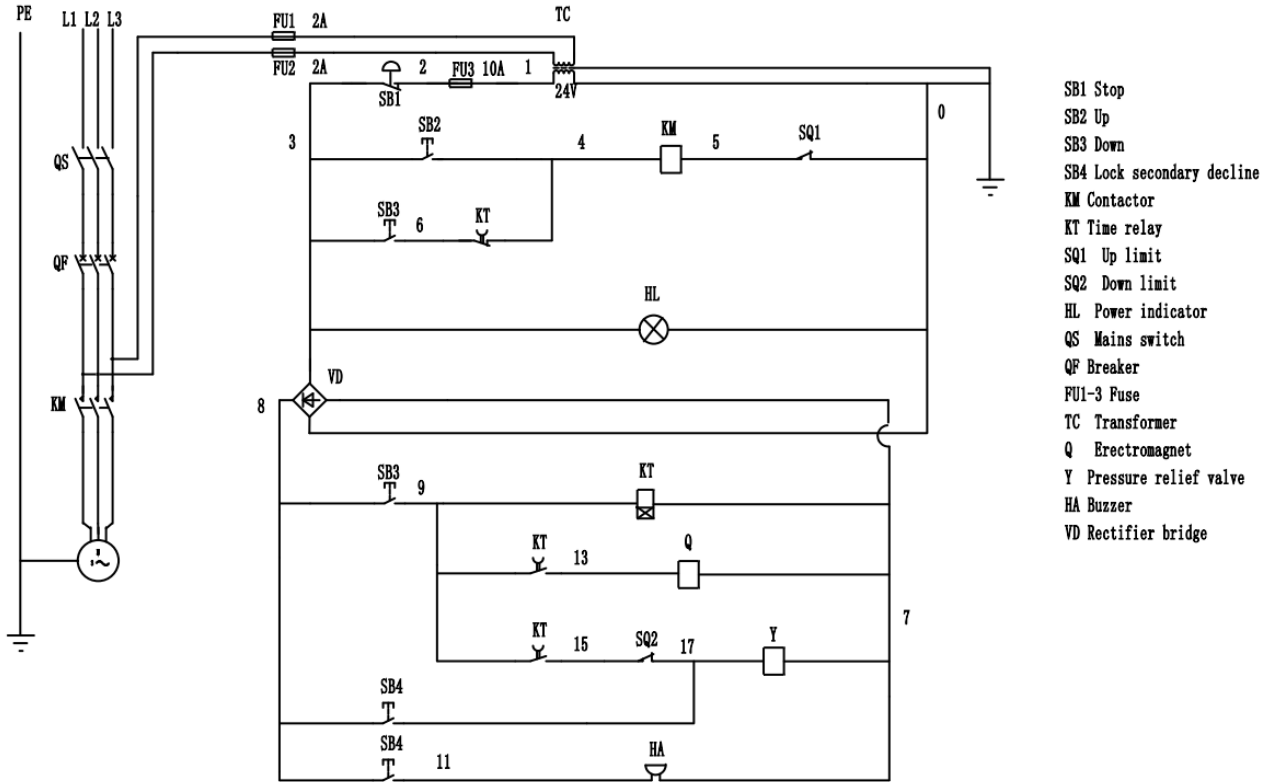 PE L1 L2 L3 FU1 2A TC
FU2 2A 2 FU3 10A 1
SB1 24V
0
3 SB2 4 KM 5 SQ1
QS
SB3 6 KT
QF
HL
VD
8
KM
SB3 9 KT
KT 13 Q
7
KT 15 SQ2 17 Y
~
SB4
SB4 11 HA
SB1 Stop
SB2 Up
SB3 Down
SB4 Lock secondary decline
KM Contactor
KT Time relay
SQ1 Up limit
SQ2 Down limit
HL Power indicator
QS Mains switch
QF Breaker
FU1-3 Fuse
TC Transformer
Q Erectromagnet
Y Pressure relief valve
HA Buzzer
VD Rectifier bridge